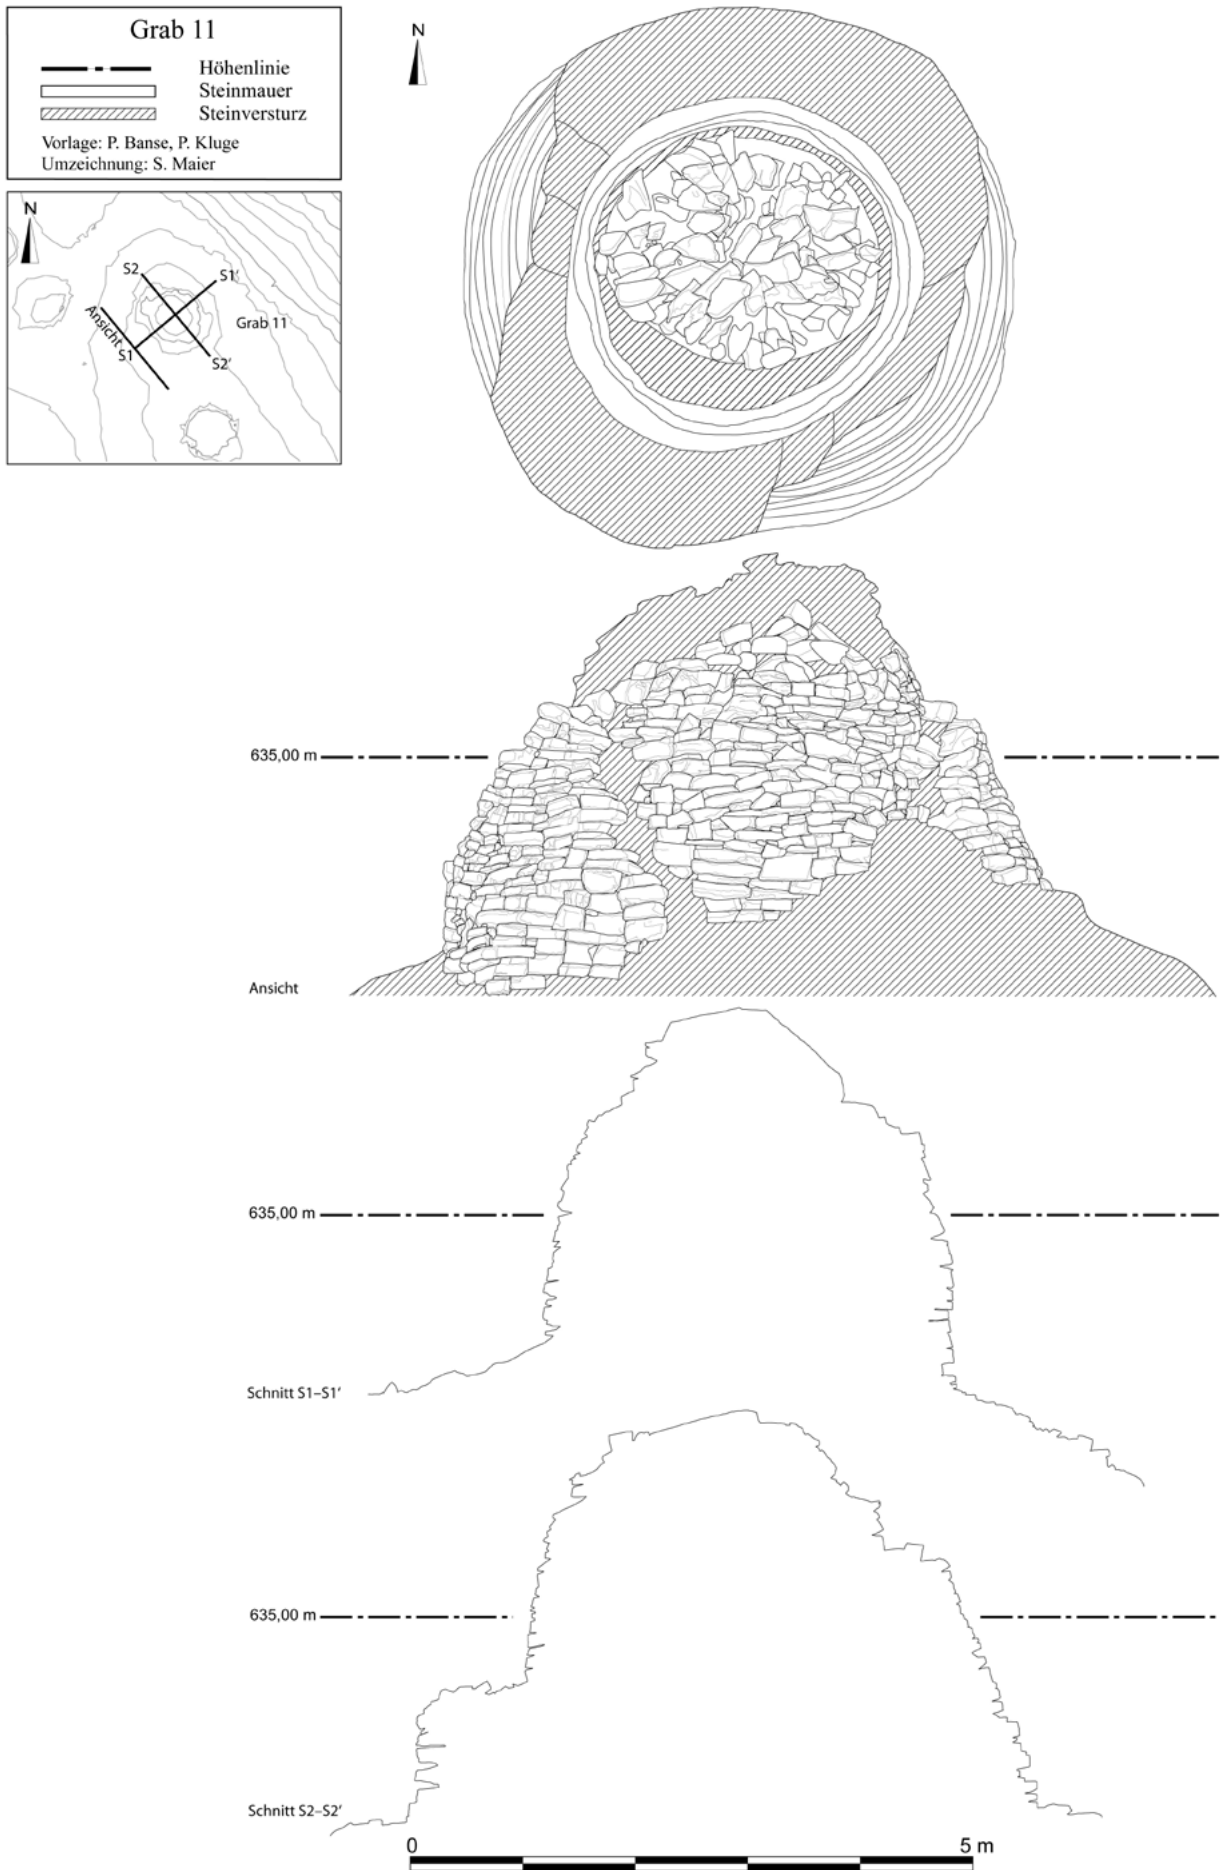 Grab 11
Höhenlinie
Steinmauer
Steinversturz
Vorlage: P. Banse, P. Kluge
Umzeichnung: S. Maier
N
N
S2
S1'
Ansicht
Grab 11
S1
S2'
635,00 m
Ansicht
635,00 m
Schnitt S1–S1'
635,00 m
Schnitt S2–S2'
0
5 m